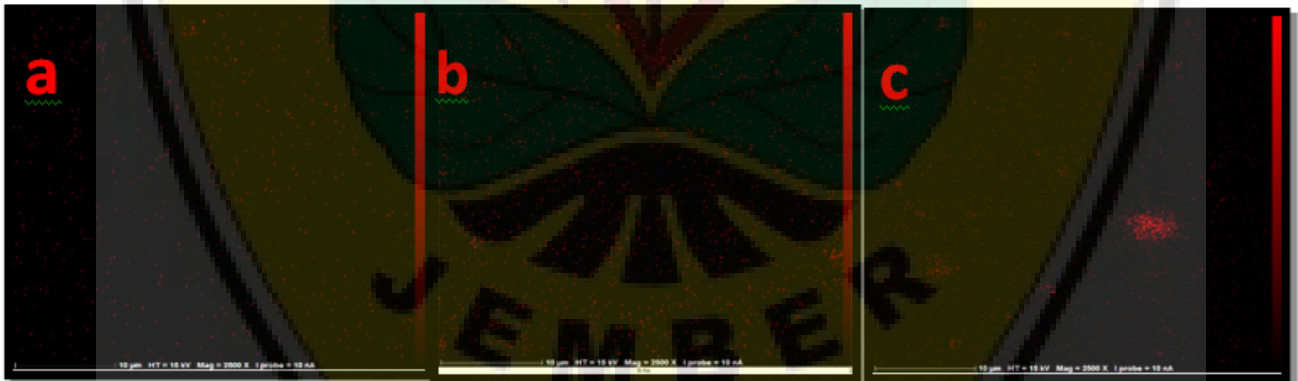 a
b
c
JEMBER
10 µm HT = 15 kV Mag = 2500 X I probe = 10 nA
10 µm HT = 15 kV Mag = 2500 X I probe = 10 nA
10 µm HT = 15 kV Mag = 2500 X I probe = 10 nA